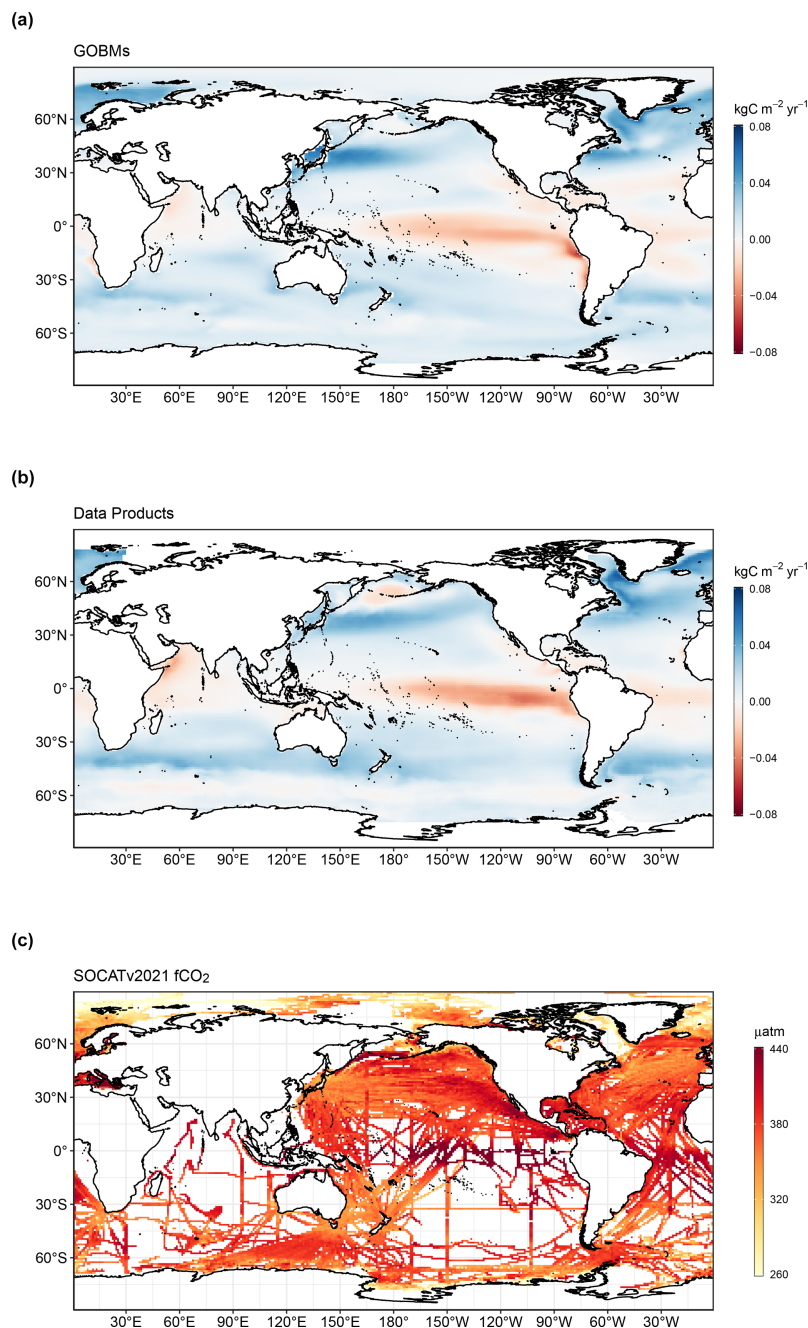 (a)
GOBMs
kgC m⁻² yr⁻¹
0.08
0.04
0.00
−0.04
−0.08
60°N
30°N
0°
30°S
60°S
30°E 60°E 90°E 120°E 150°E 180° 150°W 120°W 90°W 60°W 30°W
(b)
Data Products
kgC m⁻² yr⁻¹
0.08
0.04
0.00
−0.04
−0.08
60°N
30°N
0°
30°S
60°S
30°E 60°E 90°E 120°E 150°E 180° 150°W 120°W 90°W 60°W 30°W
(c)
SOCATv2021 fCO₂
µatm
440
380
320
260
60°N
30°N
0°
30°S
60°S
30°E 60°E 90°E 120°E 150°E 180° 150°W 120°W 90°W 60°W 30°W